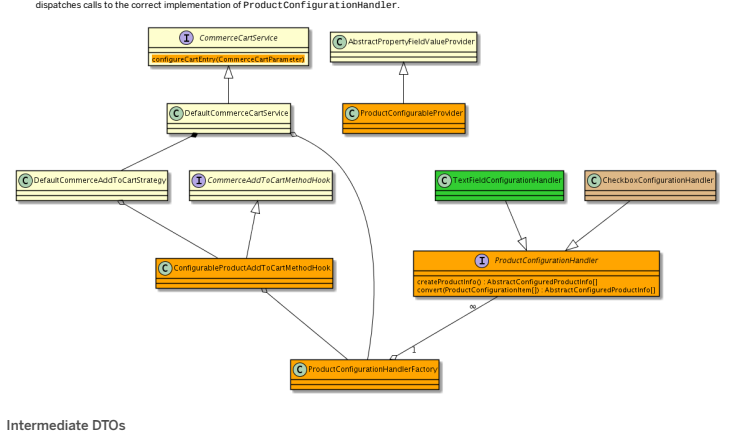 dispatches calls to the correct implementation of ProductConfigurationHandler.
I CommerceCartService
configureCartEntry(CommerceCartParameter)
C AbstractPropertyFieldValueProvider
C DefaultCommerceCartService
C ProductConfigurableProvider
C DefaultCommerceAddToCartStrategy
I CommerceAddToCartMethodHook
C TextFieldConfigurationHandler
C CheckboxConfigurationHandler
C ConfigurableProductAddToCartMethodHook
I ProductConfigurationHandler
createProductInfo() : AbstractConfiguredProductInfo[]
convert(ProductConfigurationItem[]) : AbstractConfiguredProductInfo[]
∞
1
C ProductConfigurationHandlerFactory
Intermediate DTOs